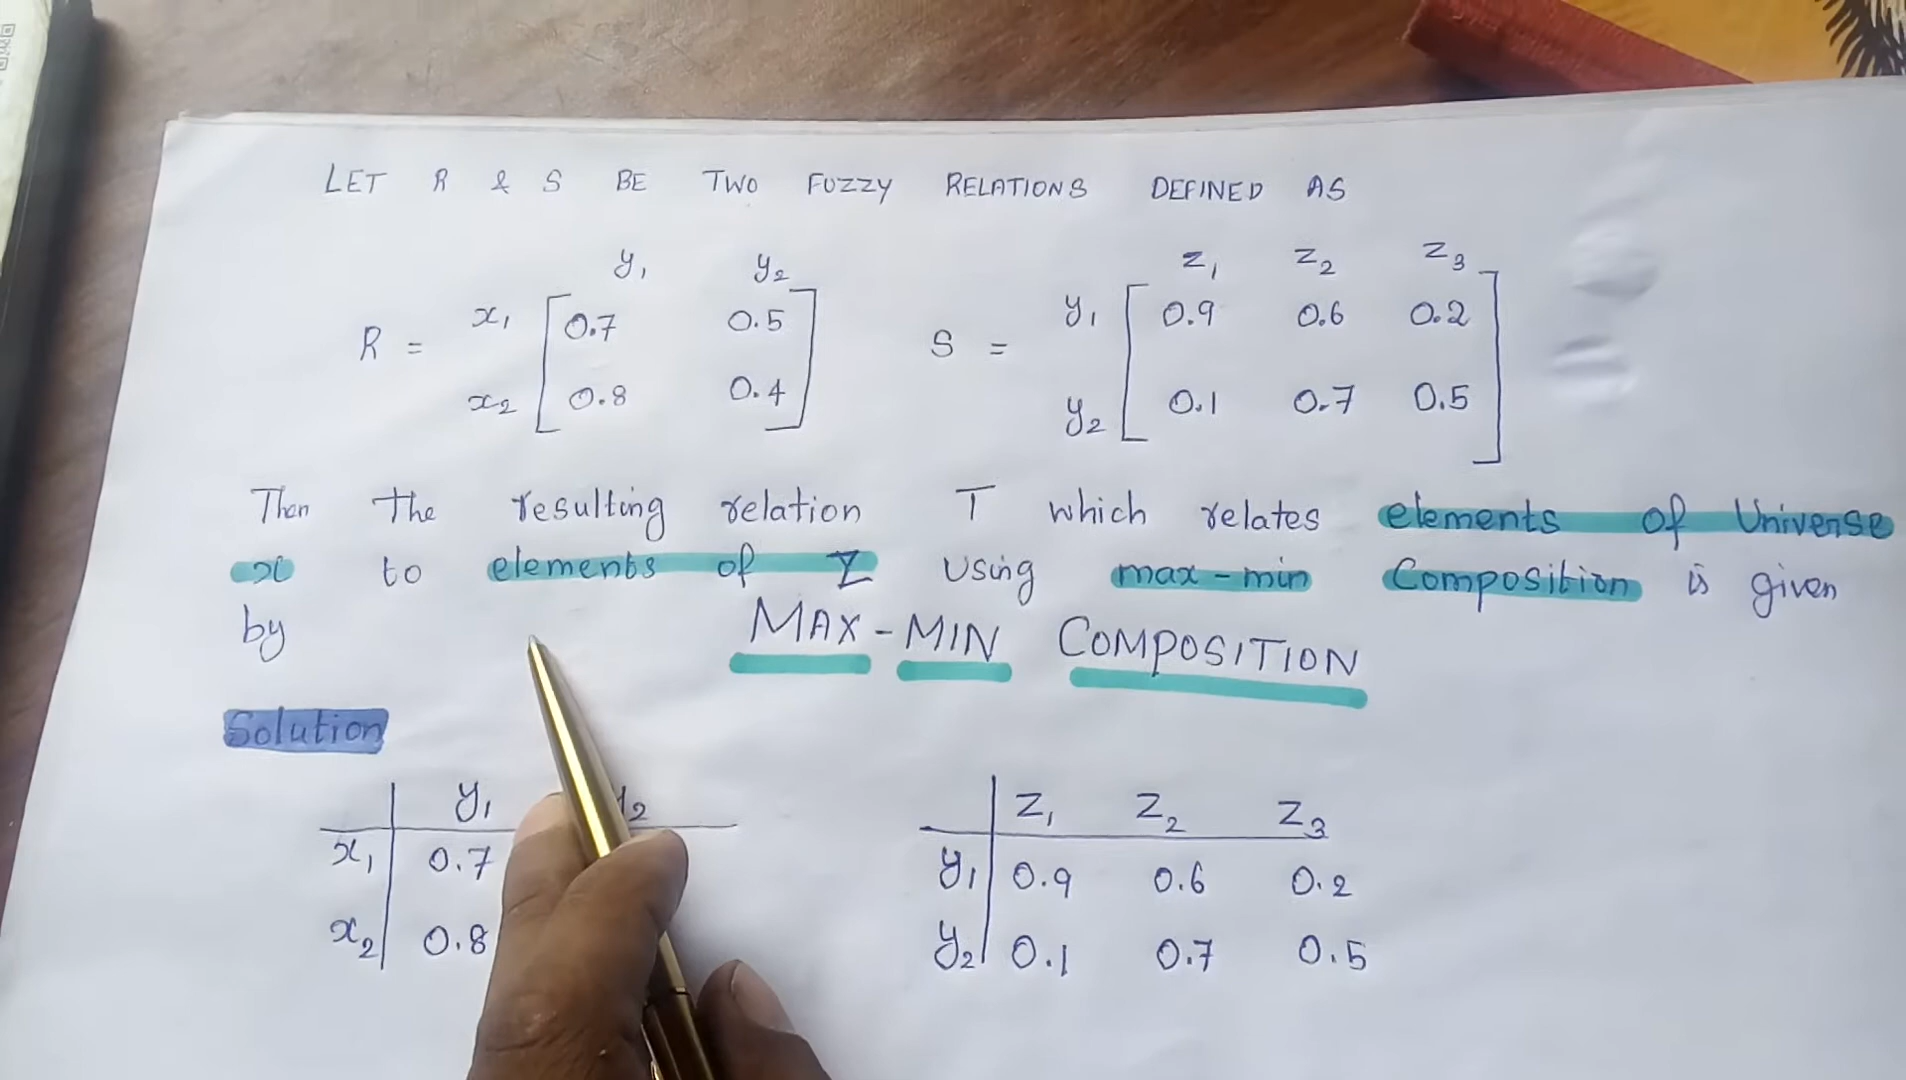 LET R & S BE TWO FUZZY RELATIONS DEFINED AS
y1 y2
z1 z2 z3
R = x1 0.7 0.5
x2 0.8 0.4
S = y1 0.9 0.6 0.2
y2 0.1 0.7 0.5
Then the resulting relation T which relates elements of Universe
x to elements of Z Using max-min Composition is given
by
MAX-MIN COMPOSITION
Solution
y1
x1 0.7
x2 0.8
z1 z2 z3
y1 0.9 0.6 0.2
y2 0.1 0.7 0.5